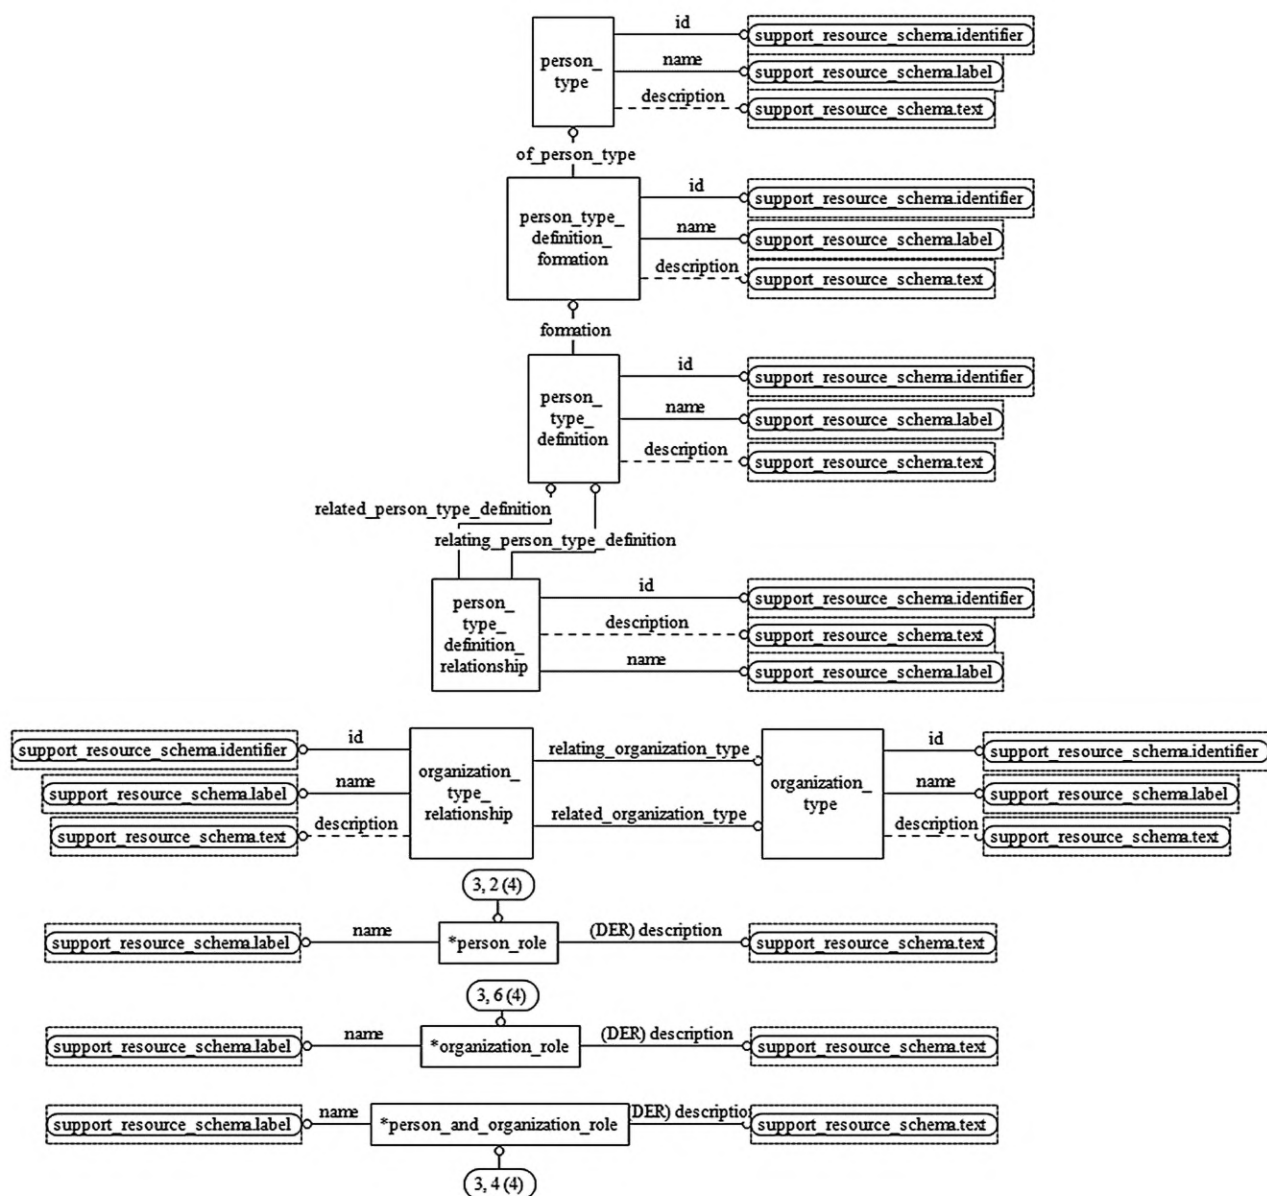 id
support_resource_schema.identifier
person_
type
name
support_resource_schema.label
description
support_resource_schema.text
of_person_type
id
support_resource_schema.identifier
person_type_
definition_
formation
name
support_resource_schema.label
description
support_resource_schema.text
formation
id
support_resource_schema.identifier
person_
type_
definition
name
support_resource_schema.label
description
support_resource_schema.text
related_person_type_definition
relating_person_type_definition
id
support_resource_schema.identifier
person_
type_
definition_
relationship
description
support_resource_schema.text
name
support_resource_schema.label
support_resource_schema.identifier
id
support_resource_schema.label
name
support_resource_schema.text
description
organization_
type_
relationship
relating_organization_type
related_organization_type
organization_
type
id
support_resource_schema.identifier
name
support_resource_schema.label
description
support_resource_schema.text
3, 2 (4)
support_resource_schema.label
name
*person_role
(DER) description
support_resource_schema.text
3, 6 (4)
support_resource_schema.label
name
*organization_role
(DER) description
support_resource_schema.text
support_resource_schema.label
name
*person_and_organization_role
(DER) description
support_resource_schema.text
3, 4 (4)